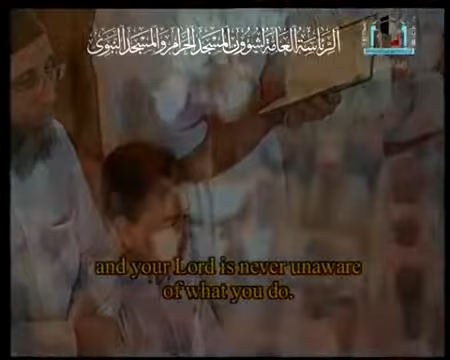 الرئاسة العامة لشؤون المسجد الحرام والمسجد النبوي
and your Lord is never unaware
of what you do.